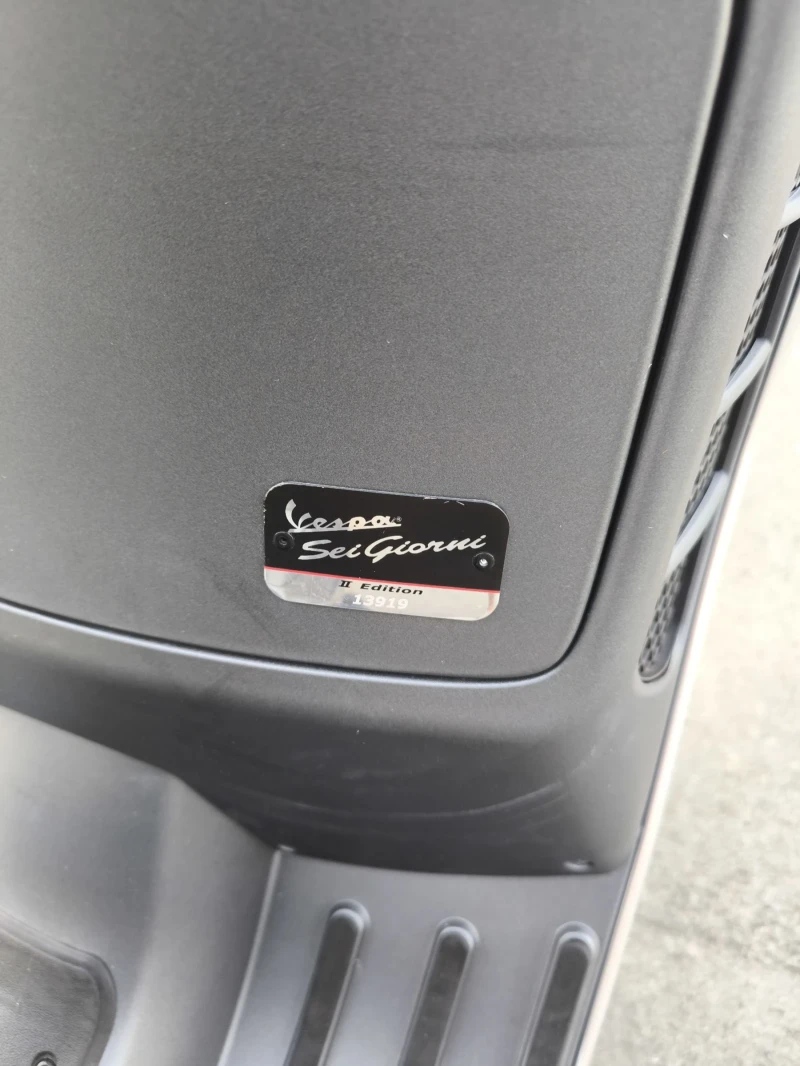 Vespa
Sei Giorni
II Edition
13919